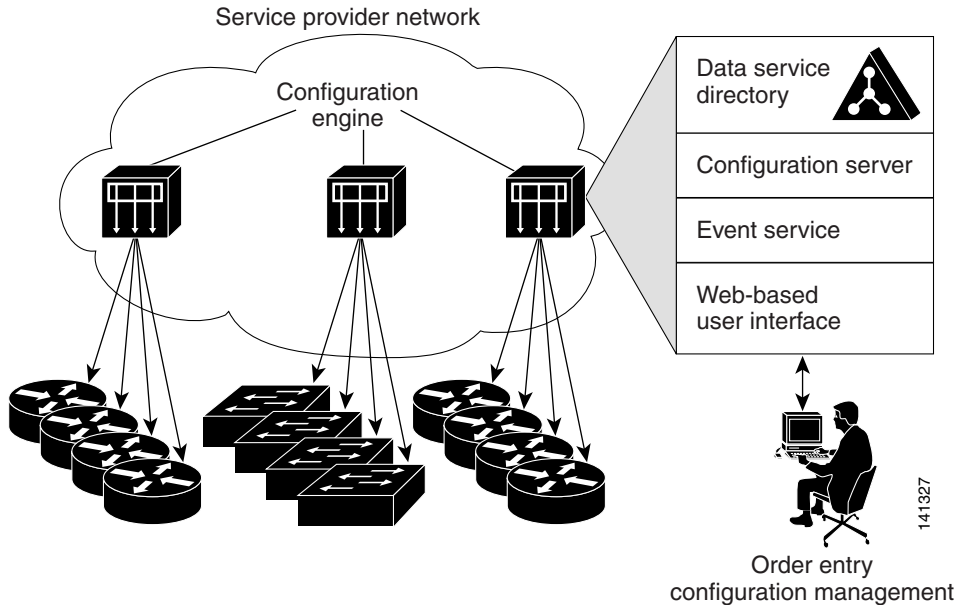 Service provider network
Configuration
engine
Data service
directory
Configuration server
Event service
Web-based
user interface
141327
Order entry
configuration management